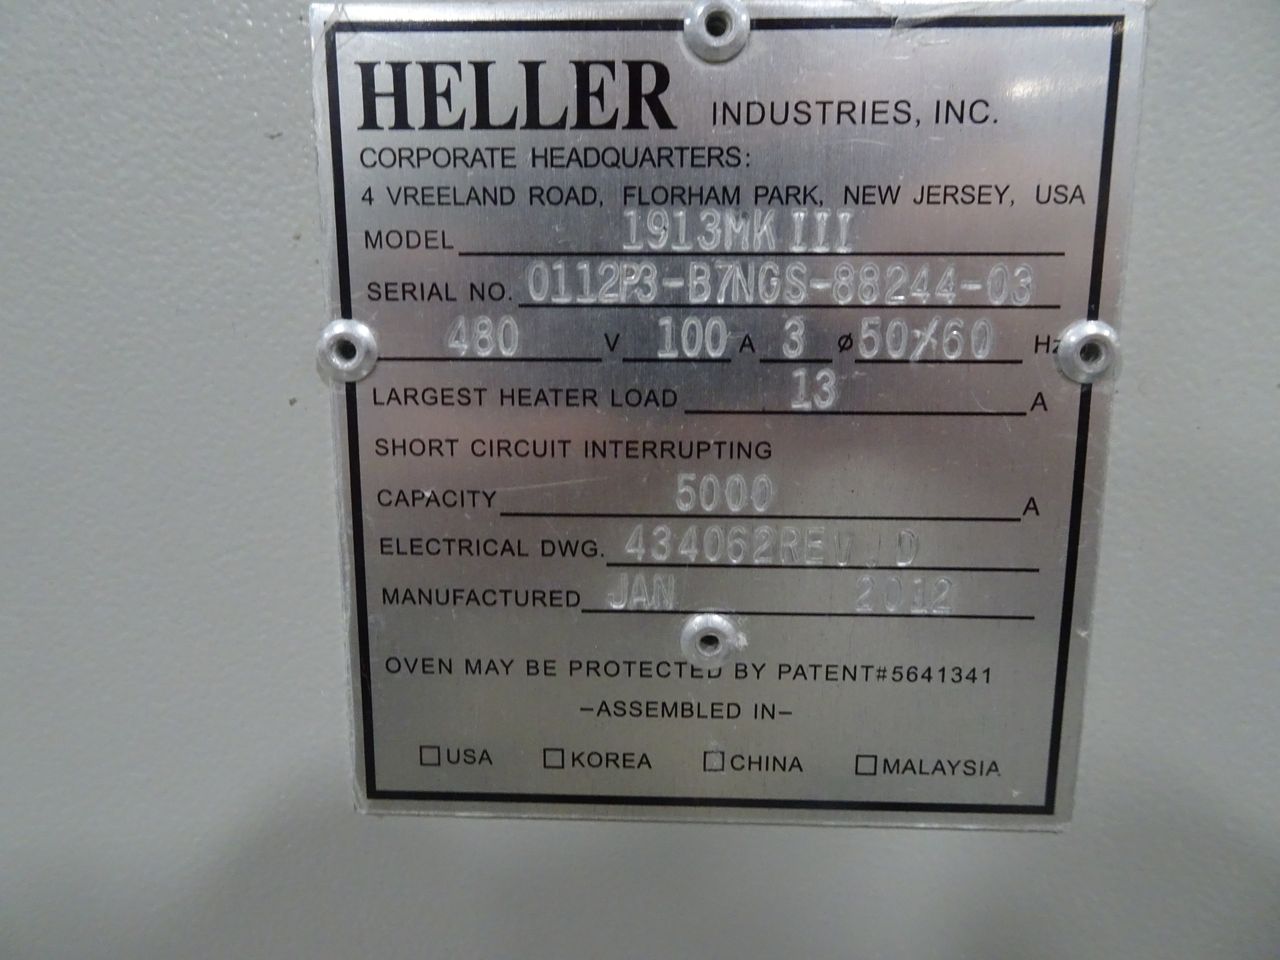 HELLER INDUSTRIES, INC.
CORPORATE HEADQUARTERS:
4 VREELAND ROAD, FLORHAM PARK, NEW JERSEY, USA
MODEL 1913MK III
SERIAL NO. 0112P3-B7NGS-88244-03
480 V 100 A 3 Ø 50/60 Hz
LARGEST HEATER LOAD 13 A
SHORT CIRCUIT INTERRUPTING
CAPACITY 5000 A
ELECTRICAL DWG. 434062REV.D
MANUFACTURED JAN 2012
OVEN MAY BE PROTECTED BY PATENT#5641341
–ASSEMBLED IN–
☐USA ☐KOREA ☐CHINA ☐MALAYSIA